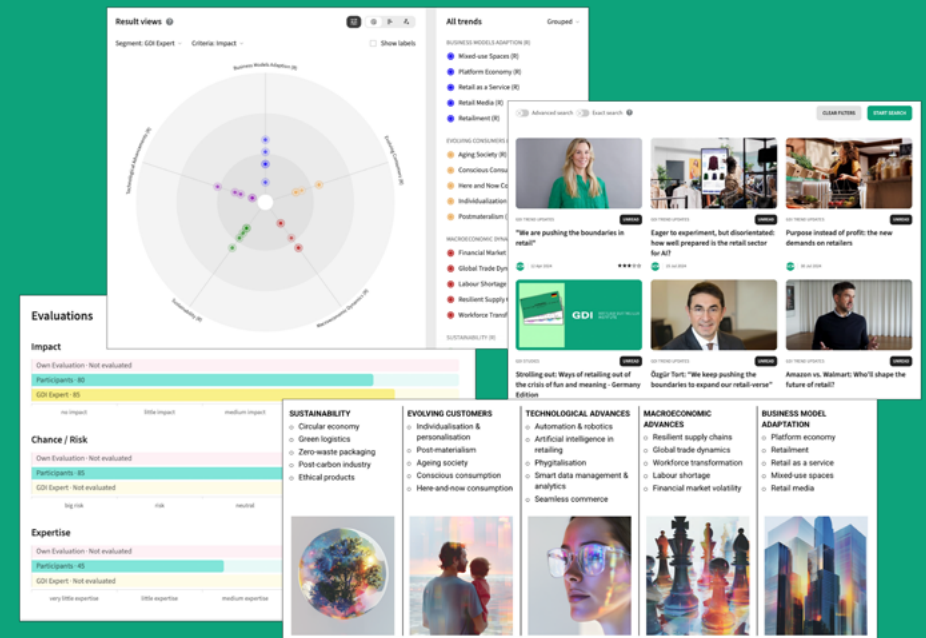 Result views
Segment: GDI Expert
Criteria: Impact
Show labels
Business Models Adaption (R)
Evolving Consumers (R)
Macroeconomic Dynamics (R)
Sustainability (R)
Technological Advancements (R)
All trends
Grouped
BUSINESS MODELS ADAPTION (R)
Mixed-use Spaces (R)
Platform Economy (R)
Retail as a Service (R)
Retail Media (R)
Retailment (R)
EVOLVING CONSUMERS
Aging Society (R)
Conscious Consu
Here and Now Co
Individualization
Postmateralism (
MACROECONOMIC DYNA
Financial Market
Global Trade Dyn
Labour Shortage
Resilient Supply
Workforce Transf
SUSTAINABILITY (R)
Advanced search
Exact search
CLEAR FILTERS
START SEARCH
GDI TREND UPDATES
UNREAD
"We are pushing the boundaries in
retail"
GDI TREND UPDATES
UNREAD
Eager to experiment, but disorientated:
how well prepared is the retail sector
for AI?
GDI TREND UPDATES
UNREAD
Purpose instead of profit: the new
demands on retailers
GDI
GDI STUDIES
UNREAD
Strolling out: Ways of retailing out of
the crisis of fun and meaning - Germany
Edition
GDI TREND UPDATES
UNREAD
Özgür Tort: "We keep pushing the
boundaries to expand our retail-verse"
GDI TREND UPDATES
UNREAD
Amazon vs. Walmart: Who'll shape the
future of retail?
Evaluations
Impact
Own Evaluation · Not evaluated
Participants · 80
GDI Expert · 85
no impact
little impact
medium impact
Chance / Risk
Own Evaluation · Not evaluated
Participants · 85
GDI Expert · Not evaluated
big risk
risk
neutral
Expertise
Own Evaluation · Not evaluated
Participants · 45
GDI Expert · Not evaluated
very little expertise
little expertise
medium expertise
SUSTAINABILITY
Circular economy
Green logistics
Zero-waste packaging
Post-carbon industry
Ethical products
EVOLVING CUSTOMERS
Individualisation &
personalisation
Post-materialism
Ageing society
Conscious consumption
Here-and-now consumption
TECHNOLOGICAL ADVANCES
Automation & robotics
Artificial intelligence in
retailing
Phygitalisation
Smart data management &
analytics
Seamless commerce
MACROECONOMIC
ADVANCES
Resilient supply chains
Global trade dynamics
Workforce transformation
Labour shortage
Financial market volatility
BUSINESS MODEL
ADAPTATION
Platform economy
Retailment
Retail as a service
Mixed-use spaces
Retail media